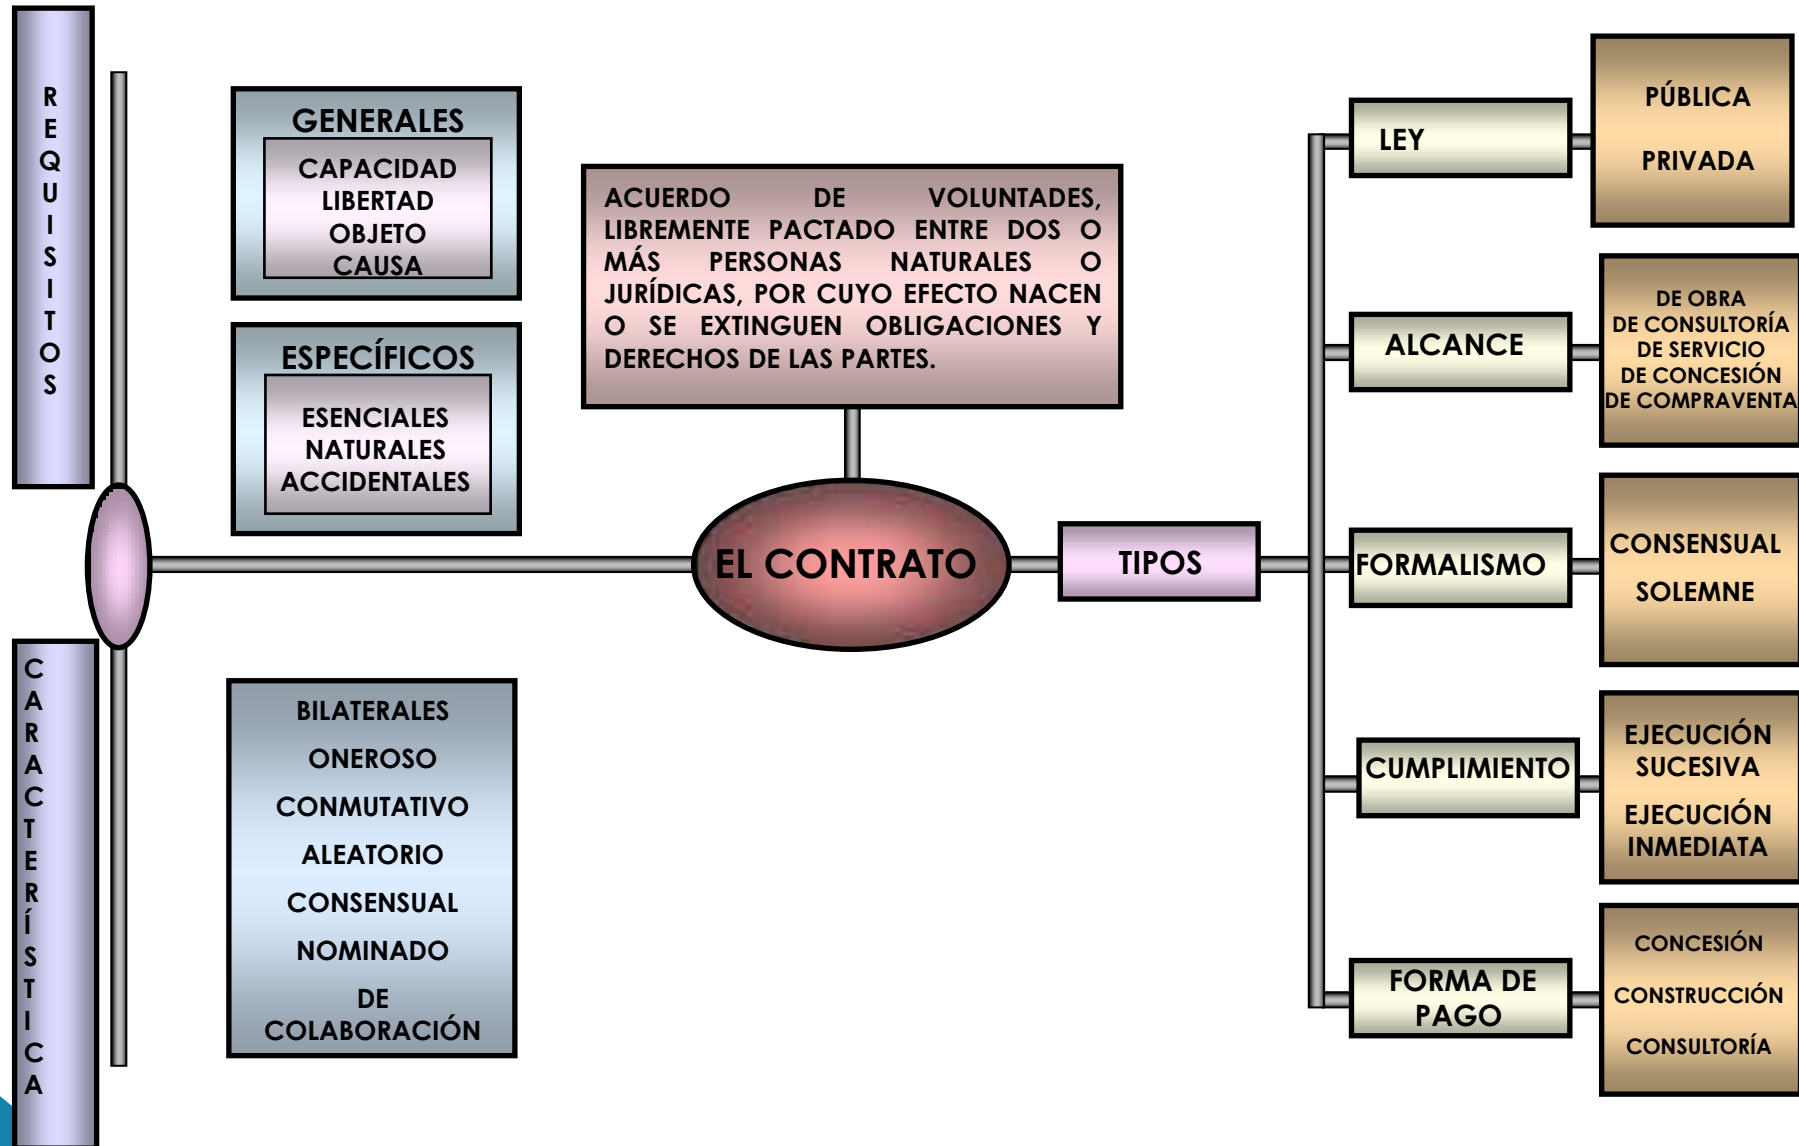 REQUISITOS
GENERALES
CAPACIDAD
LIBERTAD
OBJETO
CAUSA
ESPECÍFICOS
ESENCIALES
NATURALES
ACCIDENTALES
CARACTERÍSTICA
BILATERALES
ONEROSO
CONMUTATIVO
ALEATORIO
CONSENSUAL
NOMINADO
DE
COLABORACIÓN
ACUERDO DE VOLUNTADES,
LIBREMENTE PACTADO ENTRE DOS O
MÁS PERSONAS NATURALES O
JURÍDICAS, POR CUYO EFECTO NACEN
O SE EXTINGUEN OBLIGACIONES Y
DERECHOS DE LAS PARTES.
EL CONTRATO
TIPOS
LEY
PÚBLICA
PRIVADA
ALCANCE
DE OBRA
DE CONSULTORÍA
DE SERVICIO
DE CONCESIÓN
DE COMPRAVENTA
FORMALISMO
CONSENSUAL
SOLEMNE
CUMPLIMIENTO
EJECUCIÓN
SUCESIVA
EJECUCIÓN
INMEDIATA
FORMA DE
PAGO
CONCESIÓN
CONSTRUCCIÓN
CONSULTORÍA